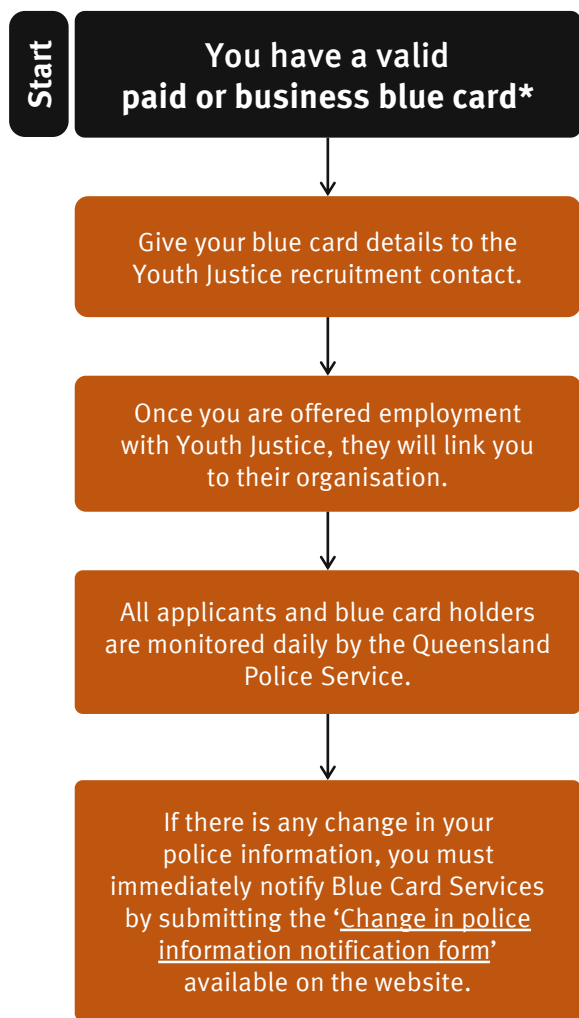 Start
You have a valid
paid or business blue card*
Give your blue card details to the
Youth Justice recruitment contact.
Once you are offered employment
with Youth Justice, they will link you
to their organisation.
All applicants and blue card holders
are monitored daily by the Queensland
Police Service.
If there is any change in your
police information, you must
immediately notify Blue Card Services
by submitting the ‘Change in police
information notification form’
available on the website.